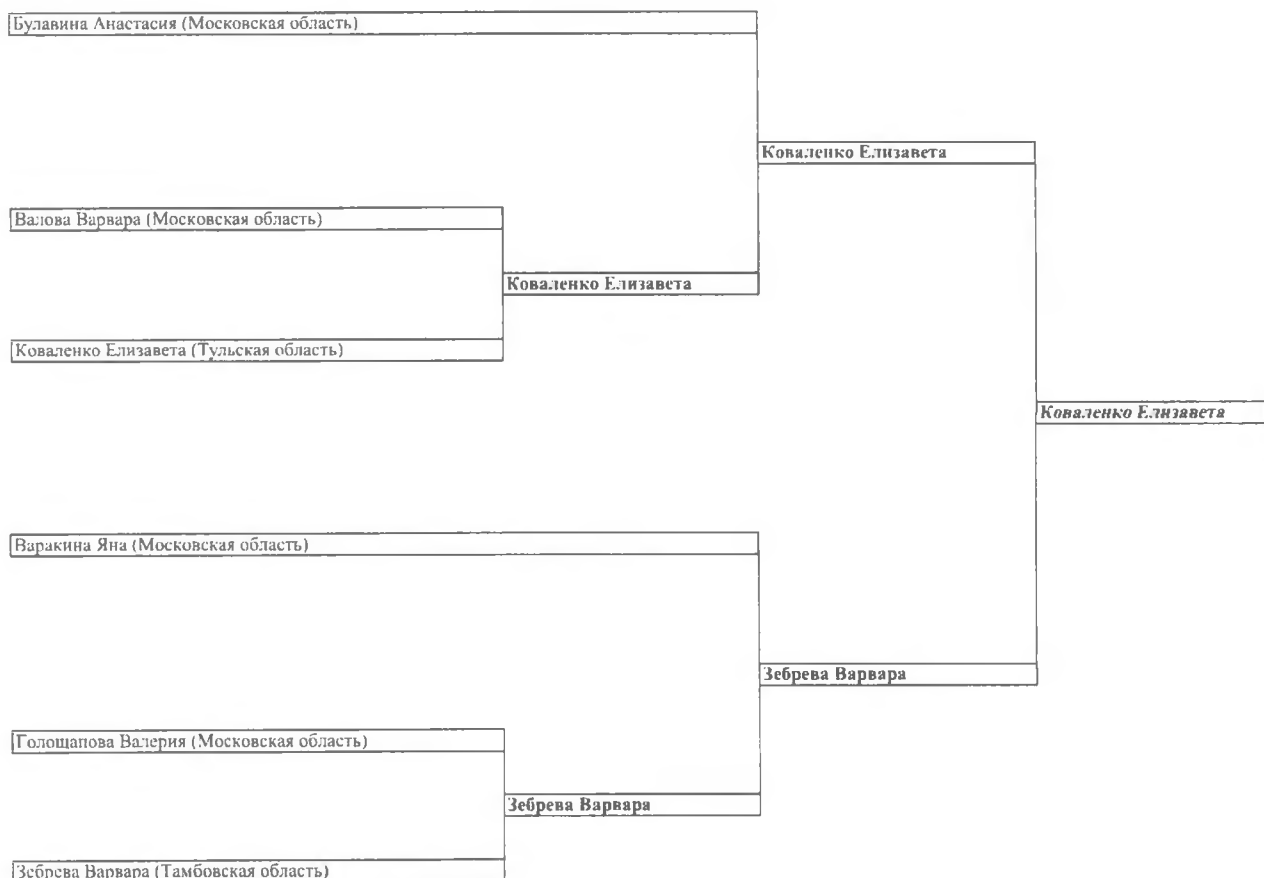 Булавина Анастасия (Московская область)
Коваленко Елизавета
Валова Варвара (Московская область)
Коваленко Елизавета
Коваленко Елизавета (Тульская область)
Коваленко Елизавета
Варакина Яна (Московская область)
Зебрева Варвара
Голощапова Валерия (Московская область)
Зебрева Варвара
Зебрева Варвара (Тамбовская область)